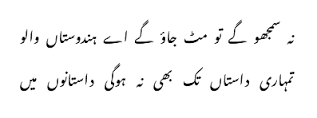 نہ سمجھو گے تو مٹ جاؤ گے اے ہندوستاں والو
تمہاری داستاں تک بھی نہ ہوگی داستانوں میں